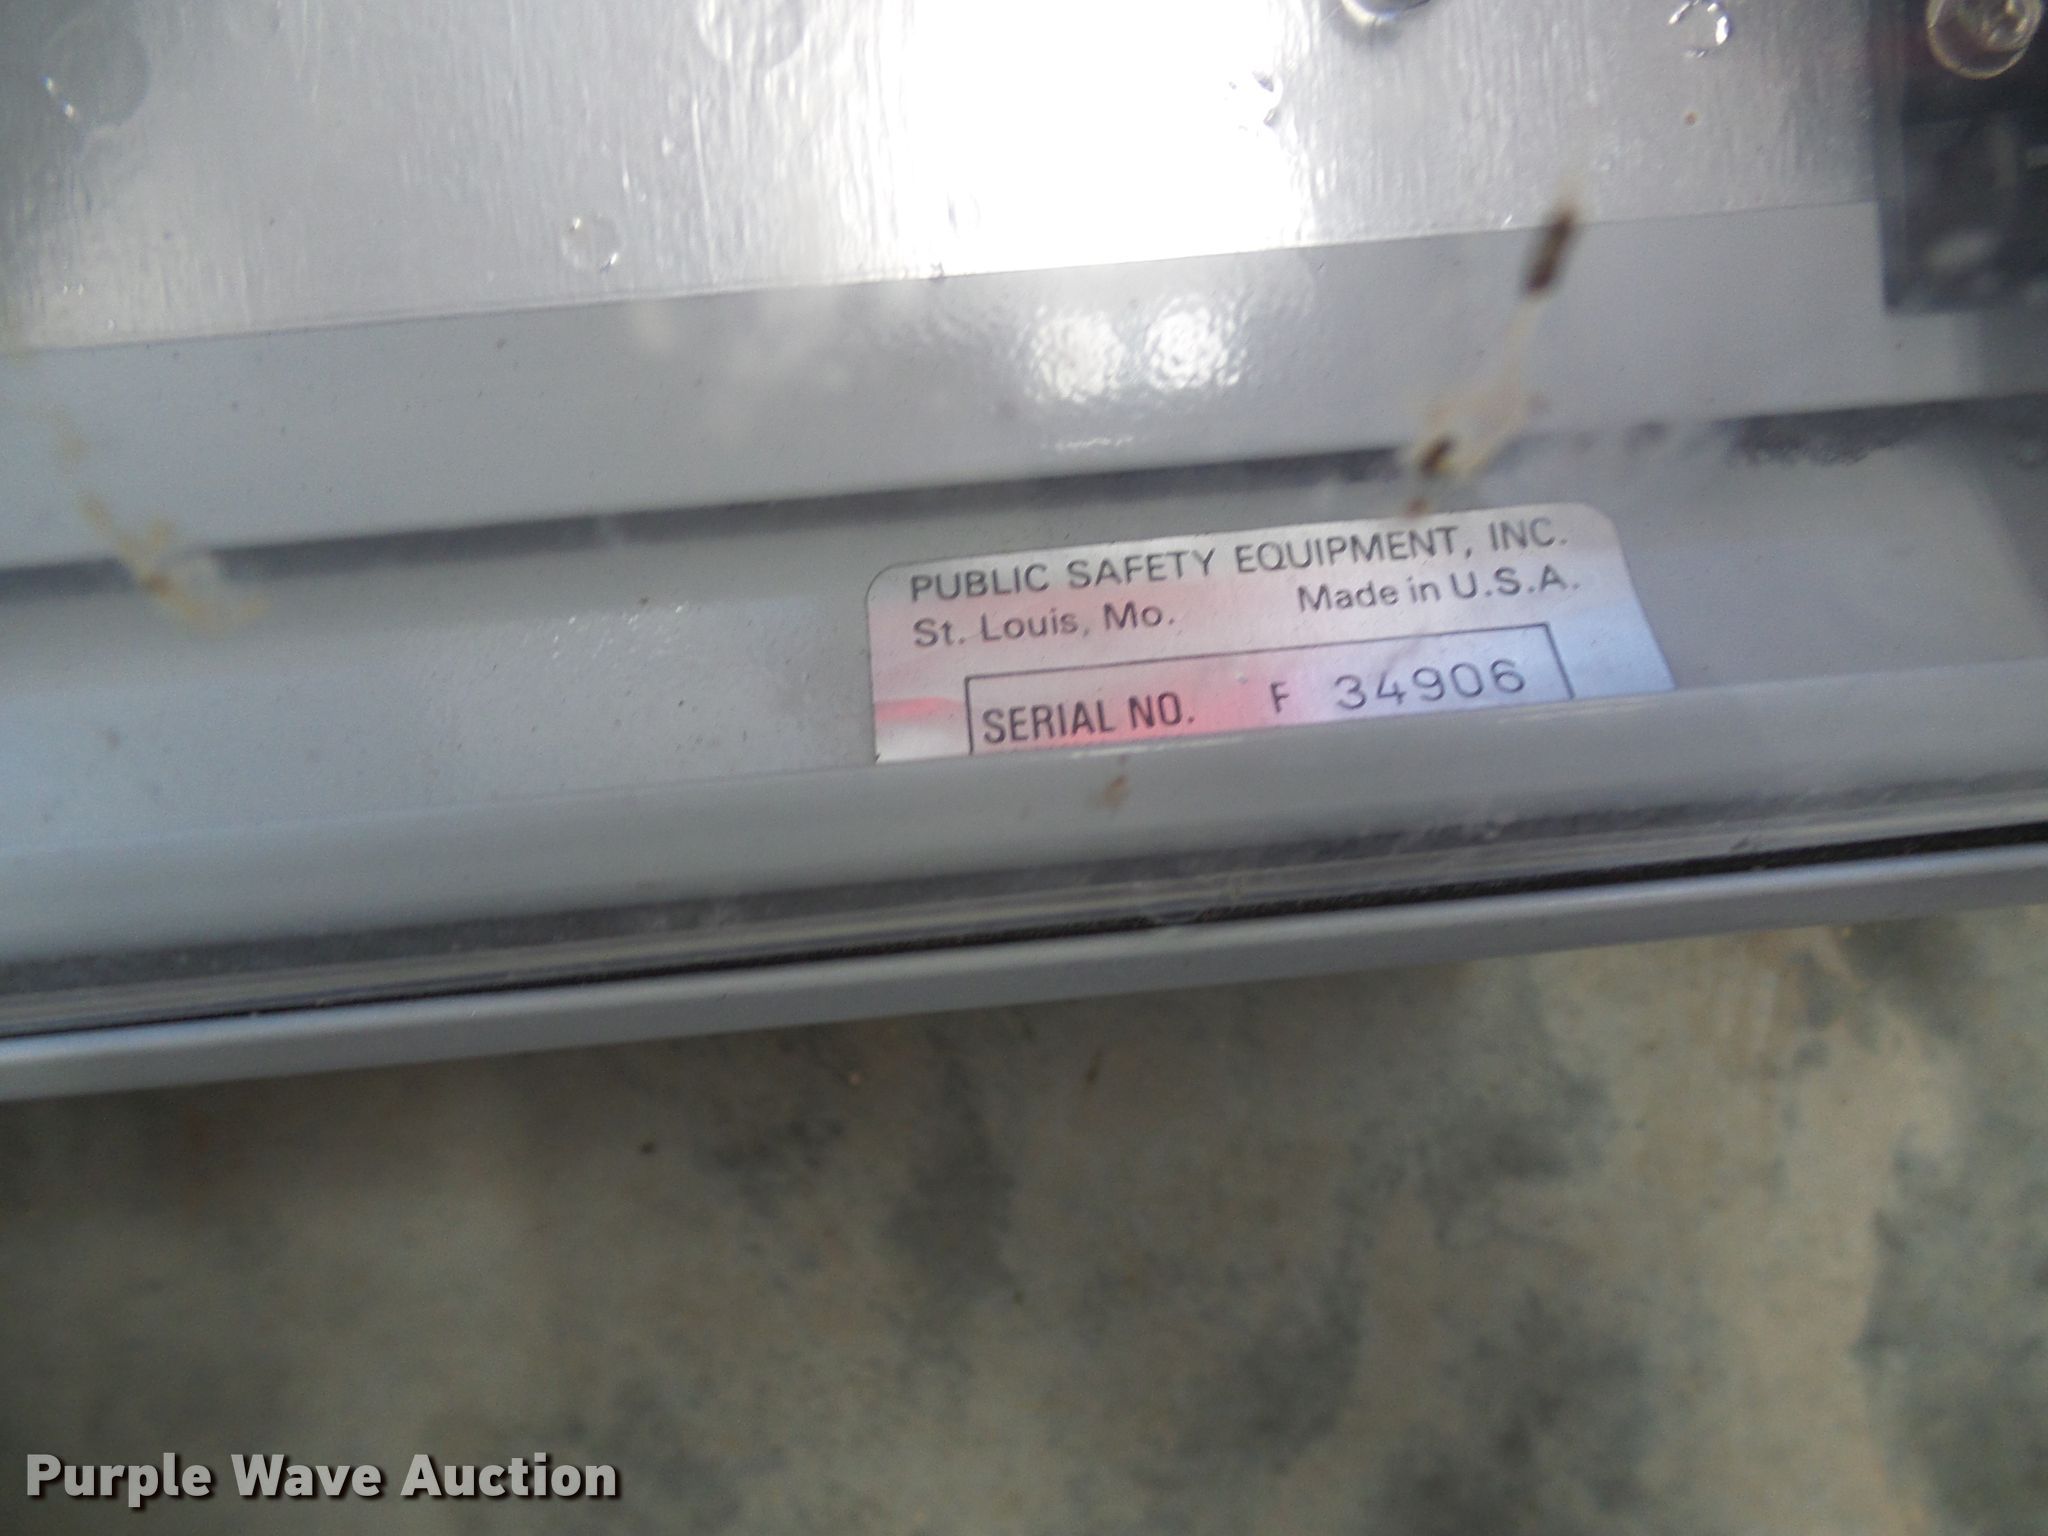 PUBLIC SAFETY EQUIPMENT, INC.
St. Louis, Mo. Made in U.S.A.
SERIAL NO. F 34906
Purple Wave Auction